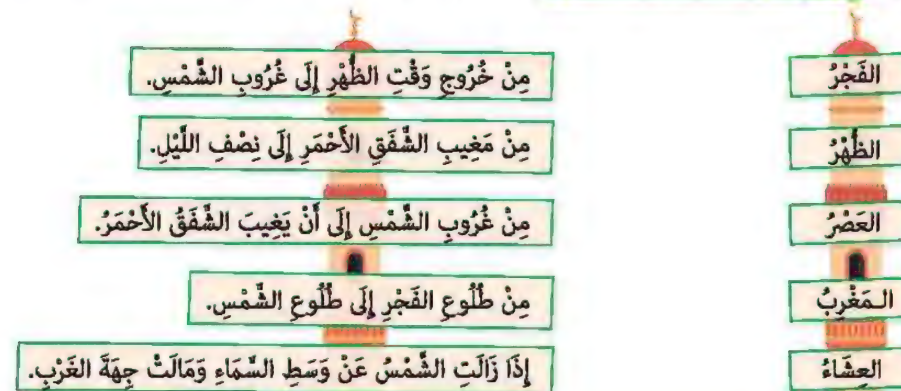 الفَجْرُ
مِنْ خُرُوجِ وَقْتِ الظُّهْرِ إِلَى غُرُوبِ الشَّمْسِ.
الظُّهْرُ
مِنْ مَغِيبِ الشَّفَقِ الأَحْمَرِ إِلَى نِصْفِ اللَّيْلِ.
العَصْرُ
مِنْ غُرُوبِ الشَّمْسِ إِلَى أَنْ يَغِيبَ الشَّفَقُ الأَحْمَرُ.
الـمَغْرِبُ
مِنْ طُلُوعِ الفَجْرِ إِلَى طُلُوعِ الشَّمْسِ.
العِشَاءُ
إِذَا زَالَتِ الشَّمْسُ عَنْ وَسَطِ السَّمَاءِ وَمَالَتْ جِهَةَ الغَرْبِ.